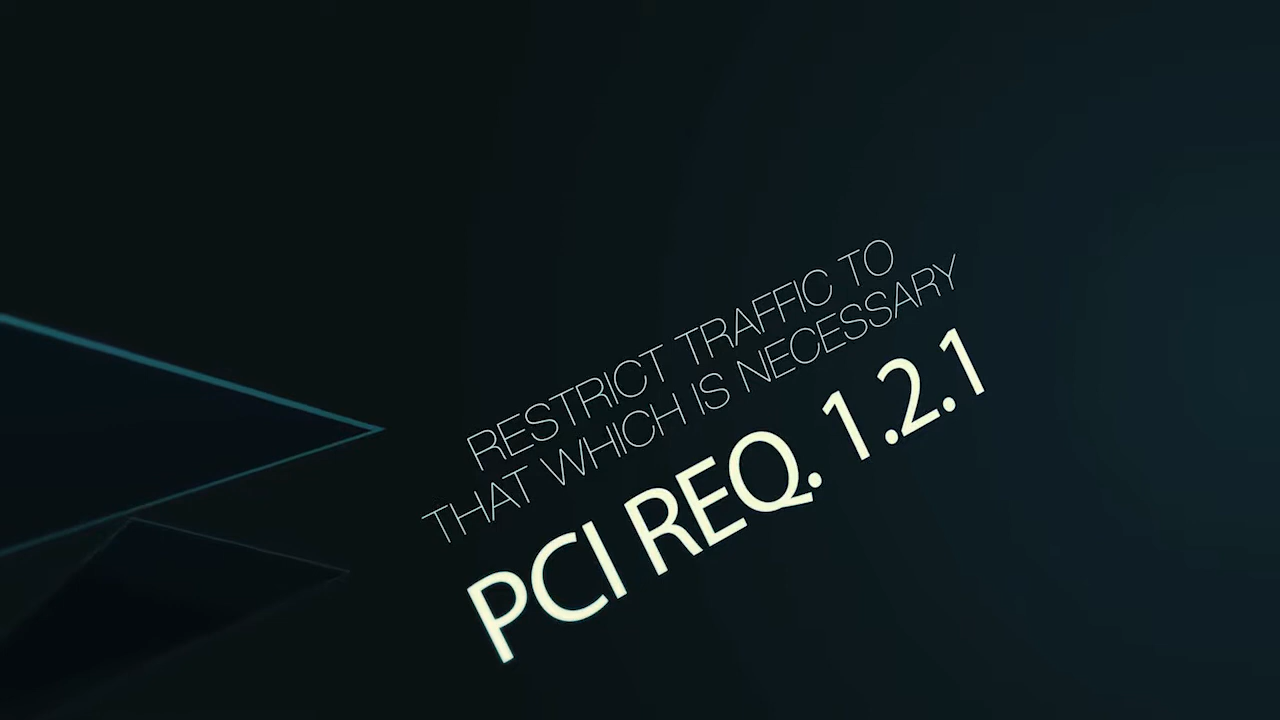 RESTRICT TRAFFIC TO
THAT WHICH IS NECESSARY
PCI REQ. 1.2.1